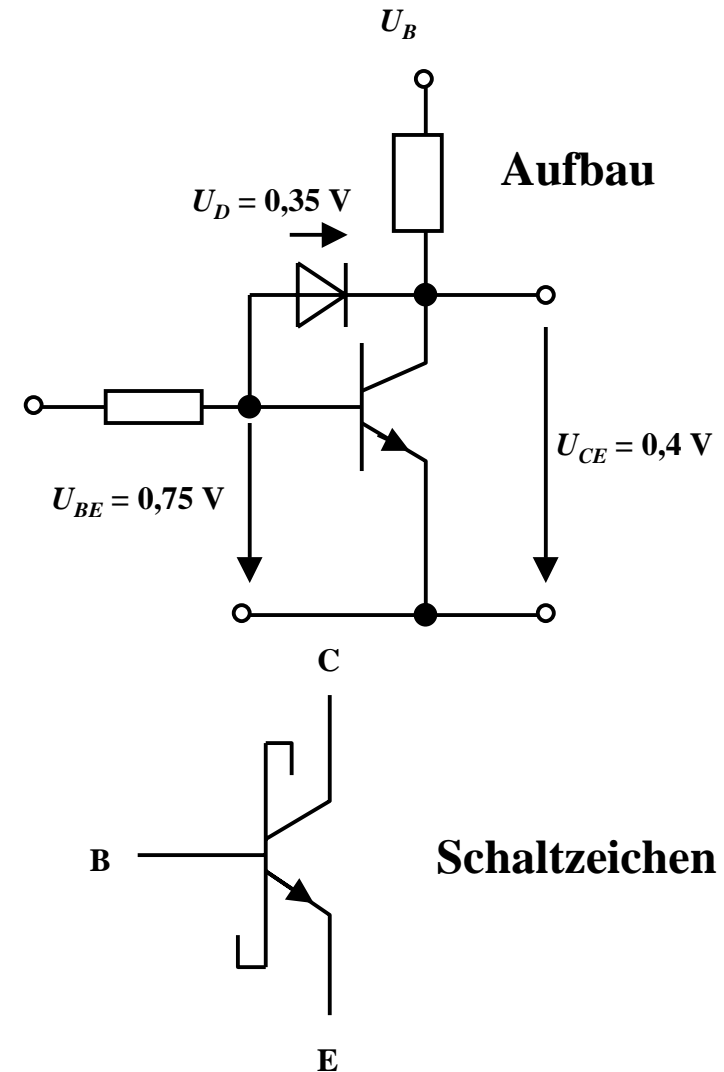 U_B
Aufbau
U_D = 0,35 V
U_CE = 0,4 V
U_BE = 0,75 V
C
B
Schaltzeichen
E